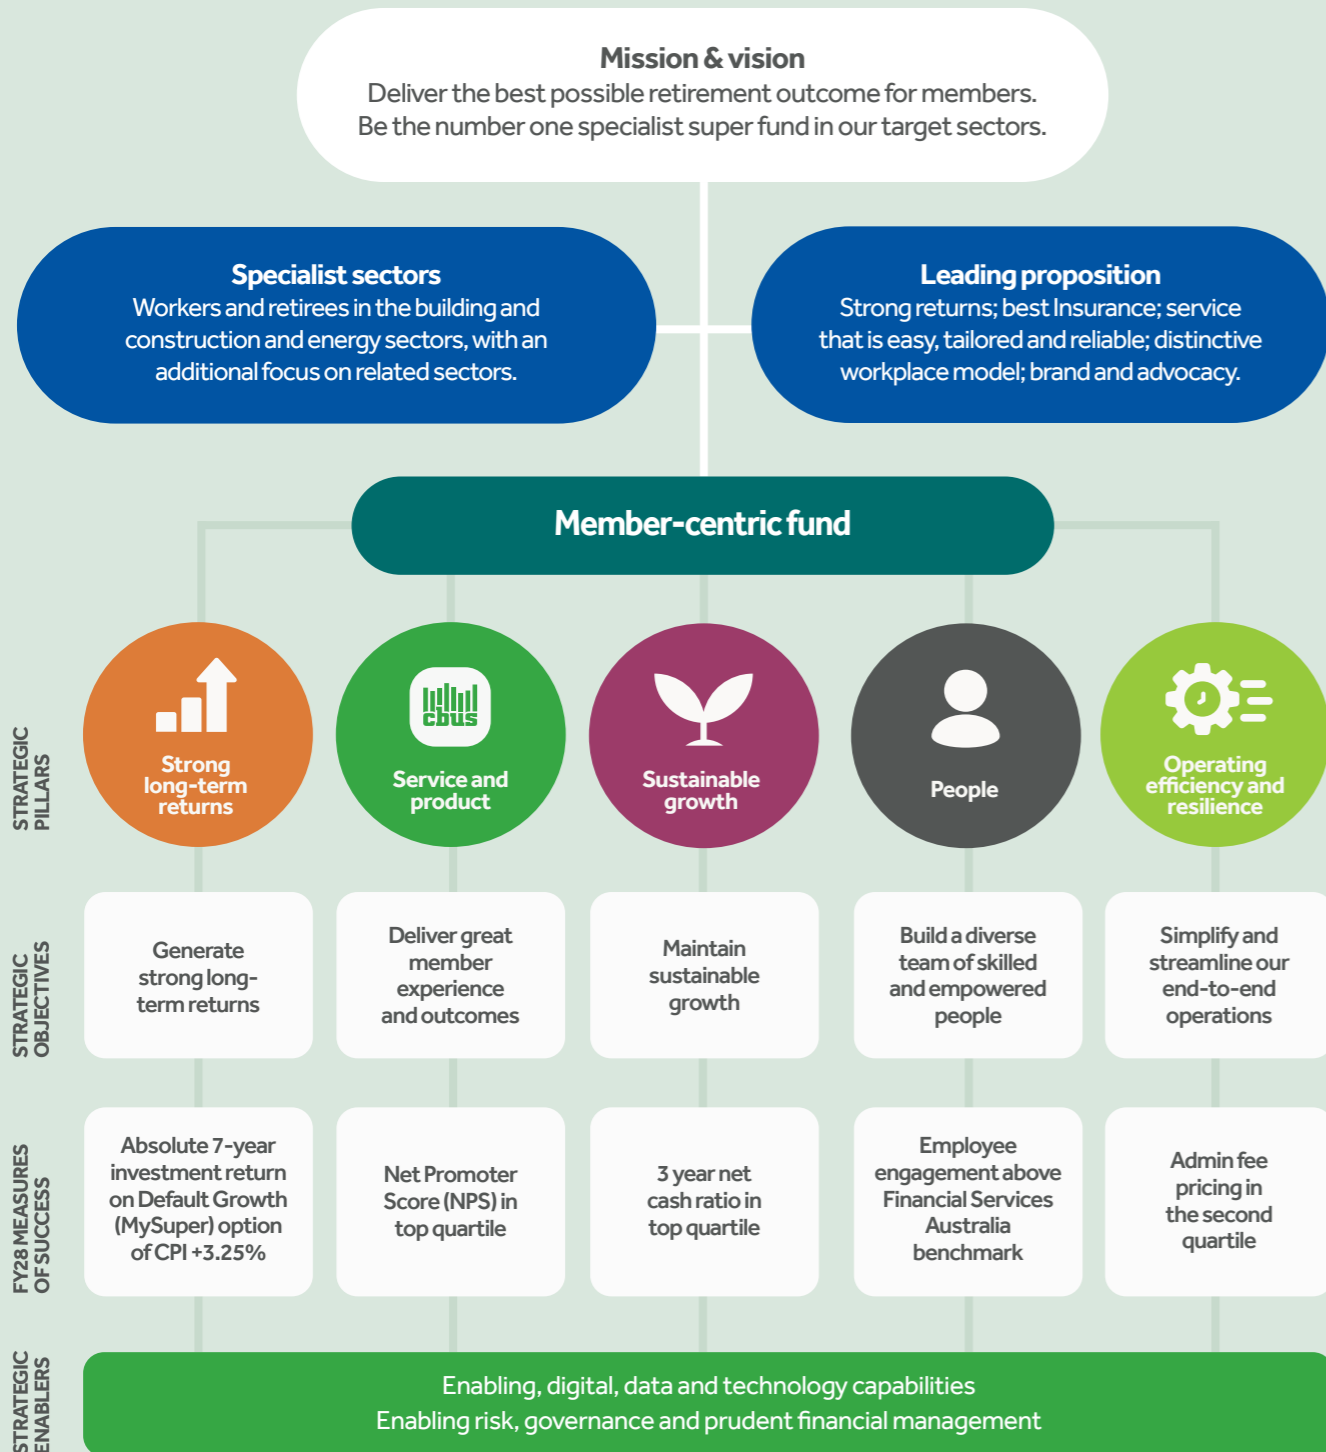 Mission & vision
Deliver the best possible retirement outcome for members.
Be the number one specialist super fund in our target sectors.
Specialist sectors
Workers and retirees in the building and
construction and energy sectors, with an
additional focus on related sectors.
Leading proposition
Strong returns; best Insurance; service
that is easy, tailored and reliable; distinctive
workplace model; brand and advocacy.
Member-centric fund
STRATEGIC
PILLARS
Strong
long-term
returns
cbus
Service and
product
Sustainable
growth
People
Operating
efficiency and
resilience
STRATEGIC
OBJECTIVES
Generate
strong long-
term returns
Deliver great
member
experience
and outcomes
Maintain
sustainable
growth
Build a diverse
team of skilled
and empowered
people
Simplify and
streamline our
end-to-end
operations
FY28 MEASURES
OF SUCCESS
Absolute 7-year
investment return
on Default Growth
(MySuper) option
of CPI +3.25%
Net Promoter
Score (NPS) in
top quartile
3 year net
cash ratio in
top quartile
Employee
engagement above
Financial Services
Australia
benchmark
Admin fee
pricing in
the second
quartile
STRATEGIC
ENABLERS
Enabling, digital, data and technology capabilities
Enabling risk, governance and prudent financial management